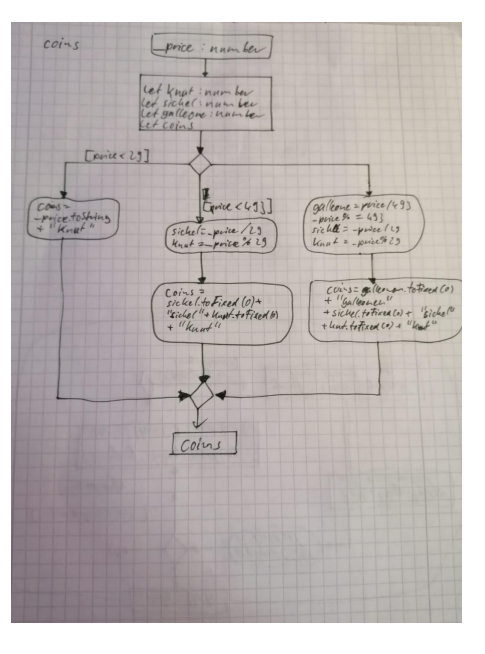 coins
_price : number
let knut : number
let sickel : number
let galleone : number
let coins
[price < 29]
[price < 493]
coins =
_price.toString
+ "Knut"
sickel = _price / 29
knut = _price % 29
galleone = price / 493
_price % = 493
sickel = _price / 29
knut = _price % 29
coins =
sickel.toFixed (0) +
"sickel" + knut.toFixed (0)
+ "Knut"
coins = galleonen.toFixed (0)
+ "galleonen"
+ sickel.toFixed (0) + "sickel"
+ knt.toFixed (0) + "Knut"
Coins